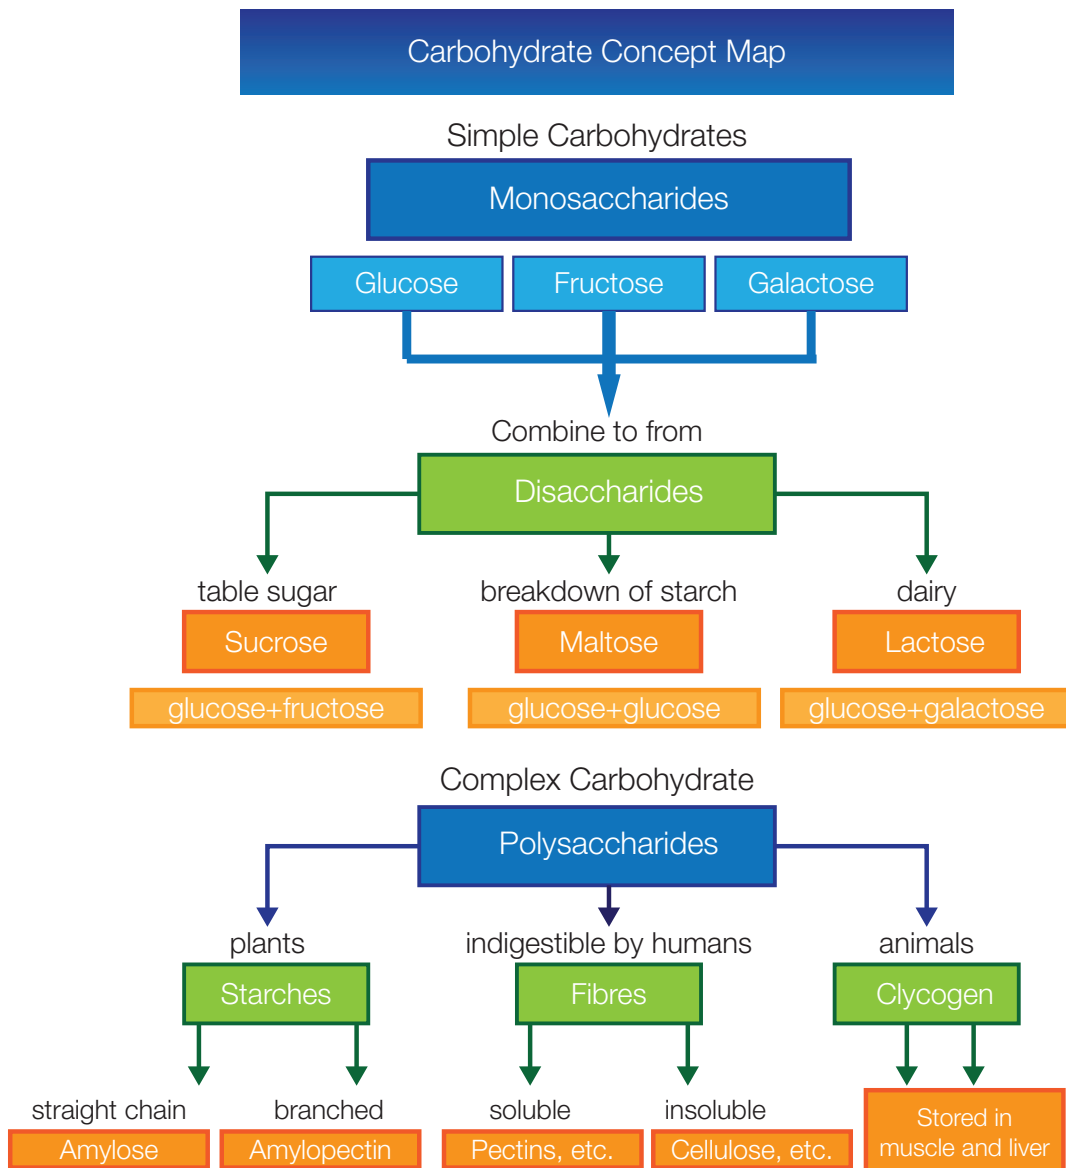 Carbohydrate Concept Map
Simple Carbohydrates
Monosaccharides
Glucose
Fructose
Galactose
Combine to from
Disaccharides
table sugar
breakdown of starch
dairy
Sucrose
Maltose
Lactose
glucose+fructose
glucose+glucose
glucose+galactose
Complex Carbohydrate
Polysaccharides
plants
indigestible by humans
animals
Starches
Fibres
Clycogen
straight chain
branched
soluble
insoluble
Amylose
Amylopectin
Pectins, etc.
Cellulose, etc.
Stored in
muscle and liver